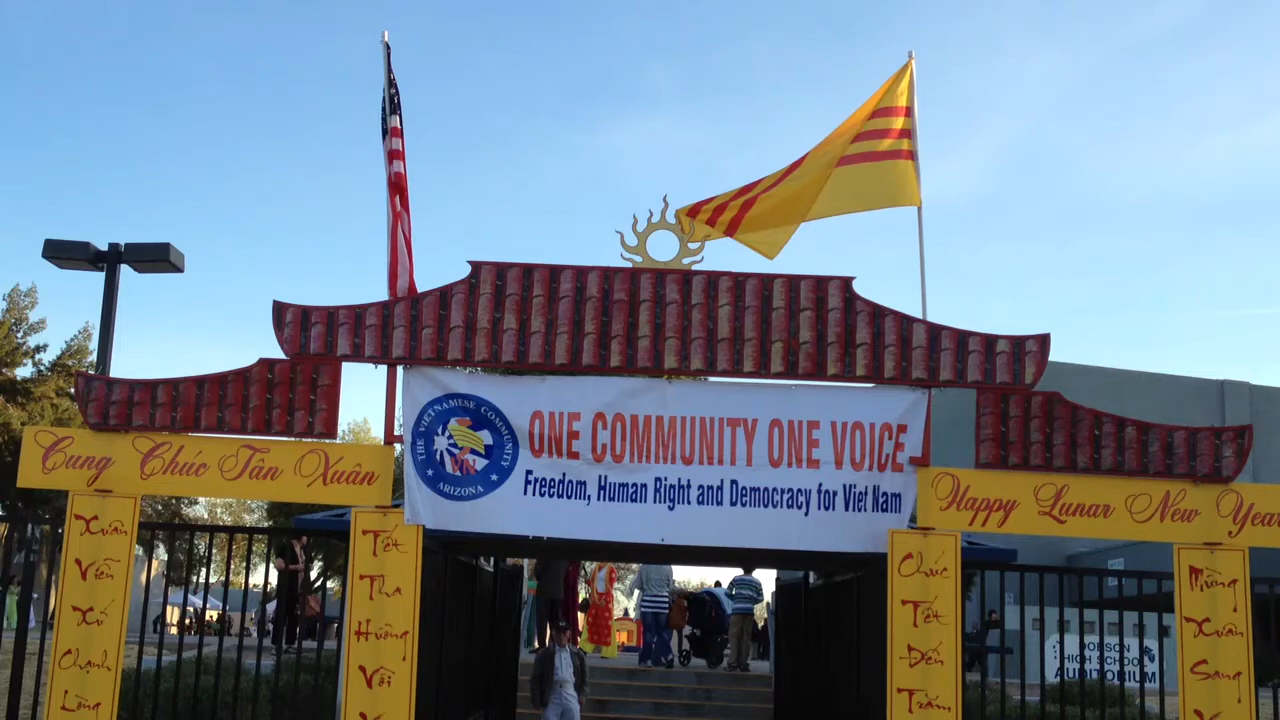 THE VIETNAMESE COMMUNITY
VN
ARIZONA
ONE COMMUNITY ONE VOICE
Freedom, Human Right and Democracy for Viet Nam
Cung Chúc Tân Xuân
Happy Lunar New Year
Xuân
Viễn
Xứ
Chạnh
Lòng
Tết
Tha
Hương
Vội
Chúc
Tết
Đến
Trăm
Mừng
Xuân
Sang
DOBSON
HIGH SCHOOL
AUDITORIUM